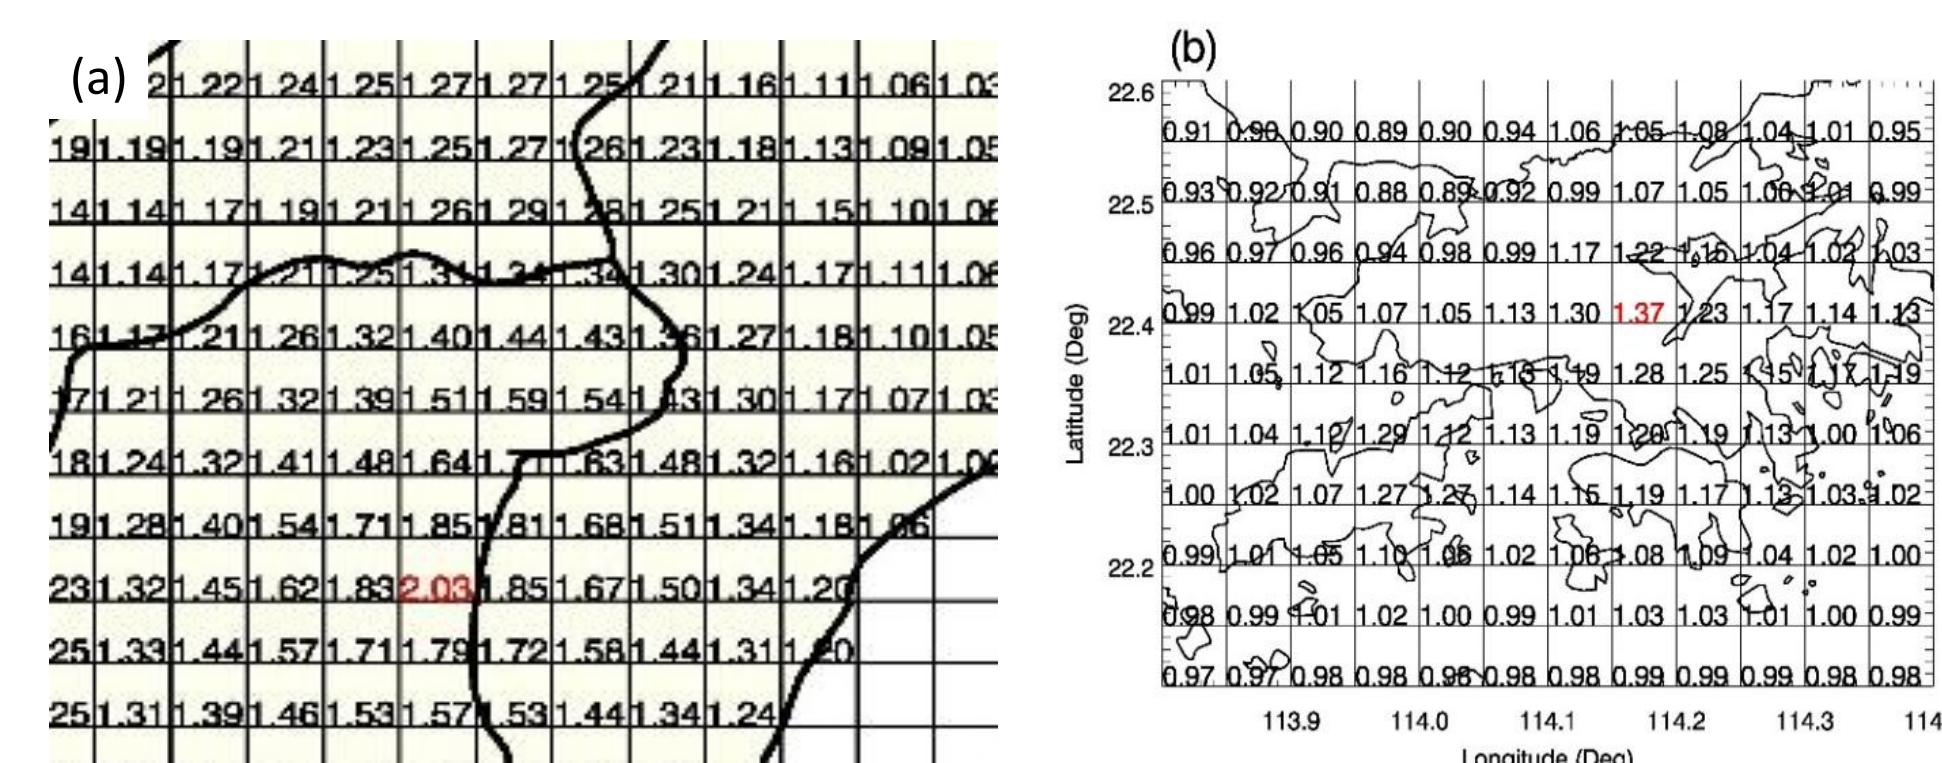 (a)
2 1.22 1.24 1.25 1.27 1.27 1.25 1.21 1.16 1.11 1.06 1.03
.19 1.19 1.19 1.21 1.23 1.25 1.27 1.26 1.23 1.18 1.13 1.09 1.05
.14 1.14 1.17 1.19 1.21 1.26 1.29 1.28 1.25 1.21 1.15 1.10 1.06
.14 1.14 1.17 1.21 1.25 1.31 1.34 1.34 1.30 1.24 1.17 1.11 1.06
.16 1.17 1.21 1.26 1.32 1.40 1.44 1.43 1.36 1.27 1.18 1.10 1.05
.17 1.21 1.26 1.32 1.39 1.51 1.59 1.54 1.43 1.30 1.17 1.07 1.03
.18 1.24 1.32 1.41 1.48 1.64 1.63 1.48 1.32 1.16 1.02 1.00
.19 1.28 1.40 1.54 1.71 1.85 1.81 1.68 1.51 1.34 1.18 1.06
.23 1.32 1.45 1.62 1.83 2.03 1.85 1.67 1.50 1.34 1.20
.25 1.33 1.44 1.57 1.71 1.79 1.72 1.58 1.44 1.31 1.20
.25 1.31 1.39 1.46 1.53 1.57 1.53 1.44 1.34 1.24
(b)
22.6
0.91 0.90 0.90 0.89 0.90 0.94 1.06 1.05 1.08 1.04 1.01 0.95
0.93 0.92 0.91 0.88 0.89 0.92 0.99 1.07 1.05 1.06 1.01 0.99
22.5
0.96 0.97 0.96 0.94 0.98 0.99 1.17 1.22 1.15 1.04 1.02 1.03
0.99 1.02 1.05 1.07 1.05 1.13 1.30 1.37 1.23 1.17 1.14 1.13
22.4
1.01 1.05 1.12 1.16 1.12 1.13 1.19 1.28 1.25 1.15 1.17 1.19
1.01 1.04 1.12 1.29 1.12 1.13 1.19 1.20 1.19 1.13 1.00 1.06
22.3
1.00 1.02 1.07 1.27 1.27 1.14 1.15 1.19 1.17 1.13 1.03 1.02
0.99 1.01 1.05 1.10 1.06 1.02 1.06 1.08 1.09 1.04 1.02 1.00
22.2
0.98 0.99 1.01 1.02 1.00 0.99 1.01 1.03 1.03 1.01 1.00 0.99
0.97 0.97 0.98 0.98 0.98 0.98 0.98 0.99 0.99 0.99 0.98 0.98
Latitude (Deg)
113.9 114.0 114.1 114.2 114.3 114
Longitude (Deg)